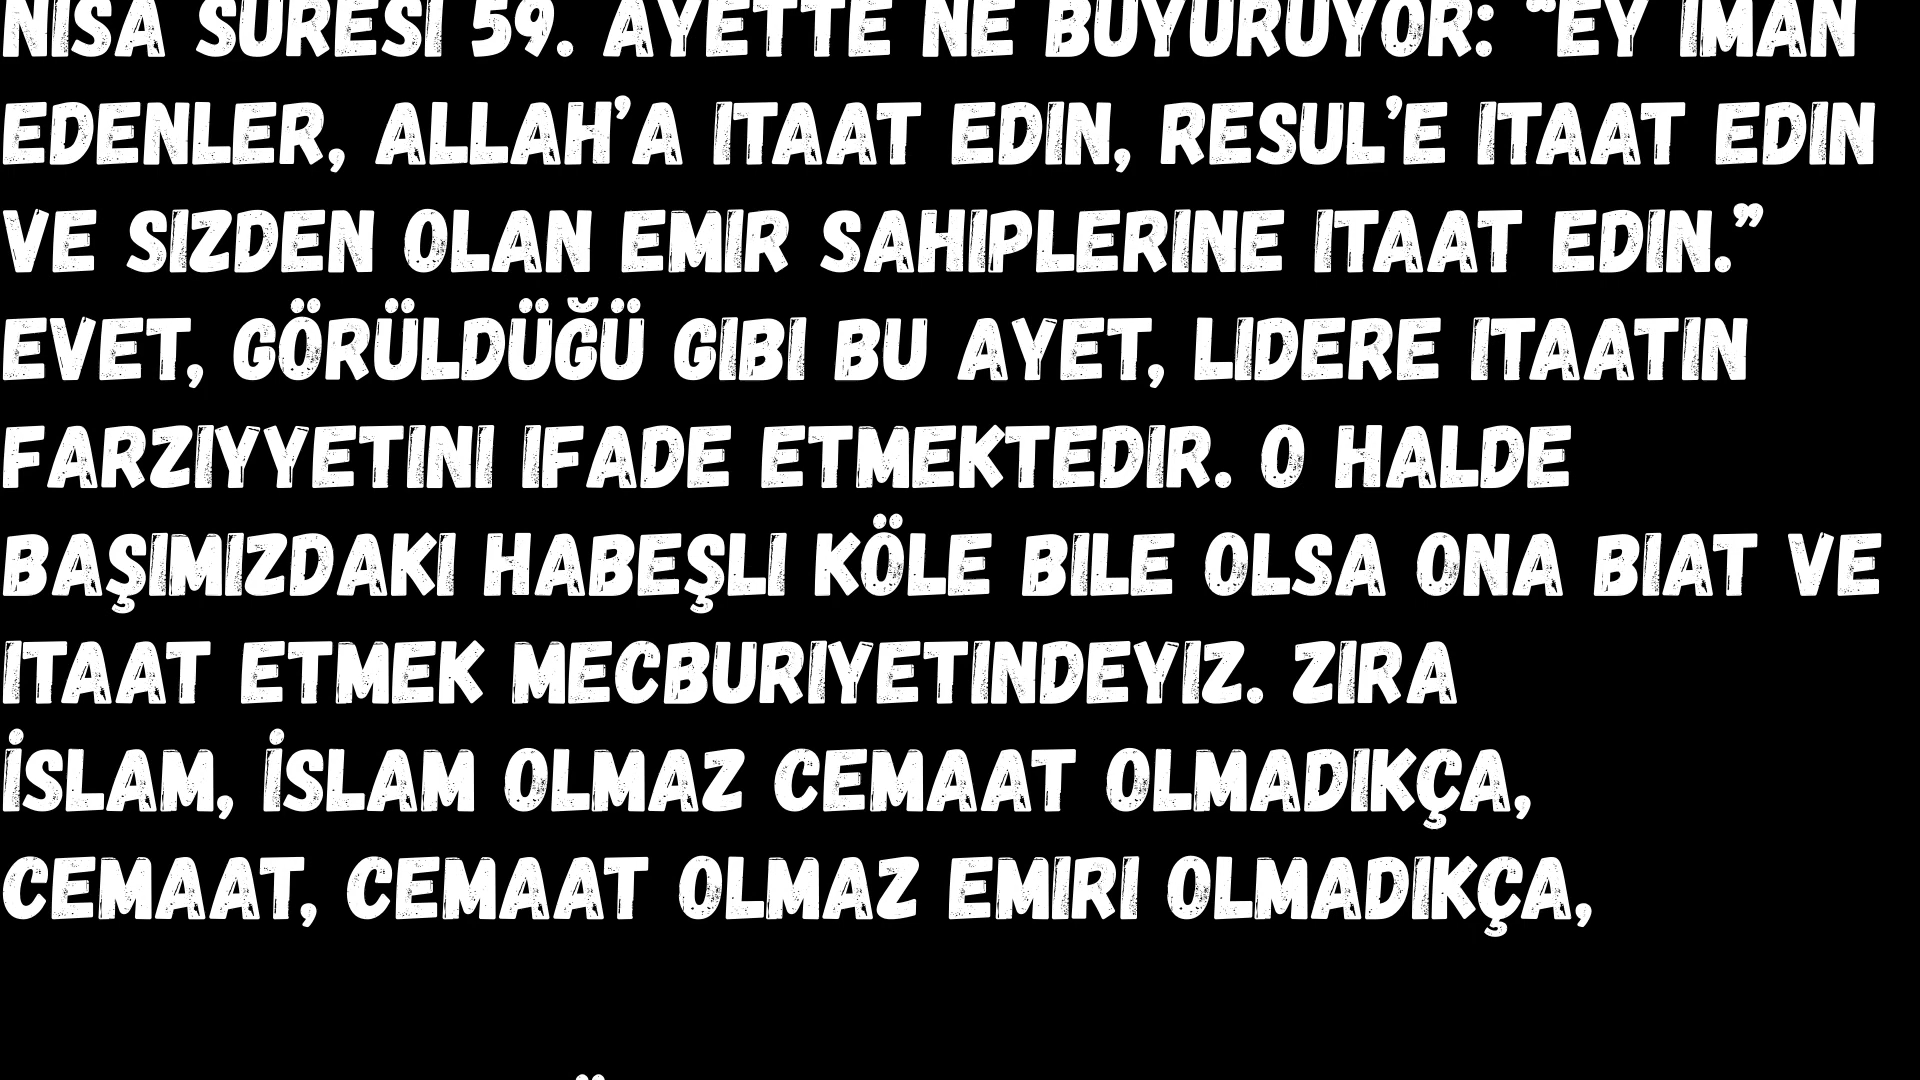 NISA SURESI 59. AYETTE NE BUYURUYOR: “EY IMAN
EDENLER, ALLAH’A ITAAT EDIN, RESUL’E ITAAT EDIN
VE SIZDEN OLAN EMIR SAHIPLERINE ITAAT EDIN.”
EVET, GÖRÜLDÜĞÜ GIBI BU AYET, LIDERE ITAATIN
FARZIYYETINI IFADE ETMEKTEDIR. O HALDE
BAŞIMIZDAKI HABEŞLI KÖLE BILE OLSA ONA BIAT VE
ITAAT ETMEK MECBURIYETINDEYIZ. ZIRA
İSLAM, İSLAM OLMAZ CEMAAT OLMADIKÇA,
CEMAAT, CEMAAT OLMAZ EMIRI OLMADIKÇA,